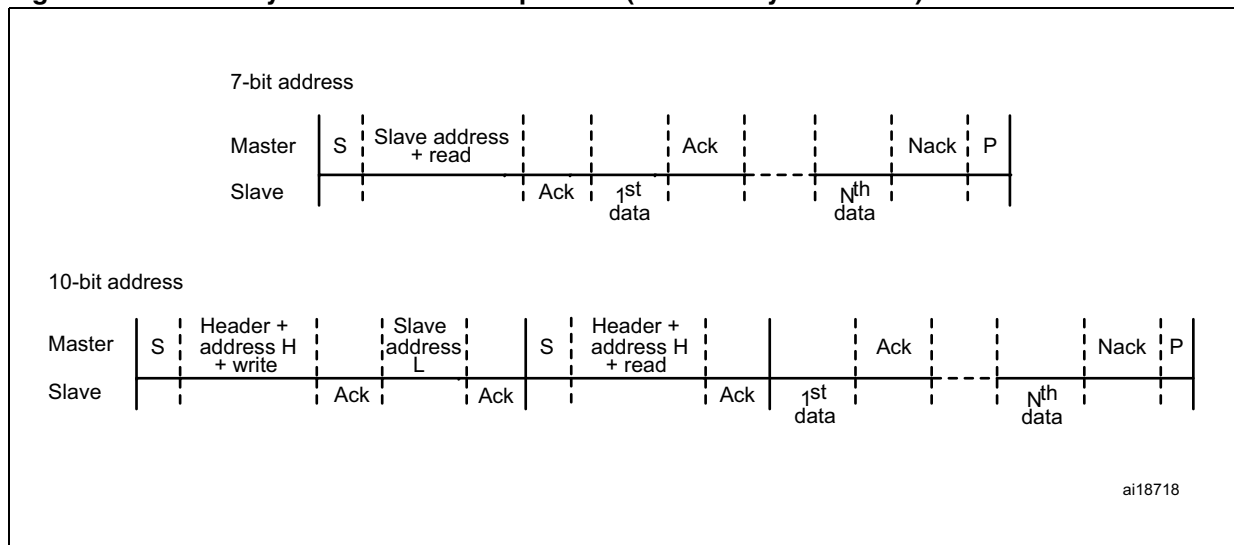 7-bit address
Master S Slave address + read Ack Nack P
Slave Ack 1st data Nth data
10-bit address
Master S Header + address H + write Slave address L S Header + address H + read Ack Nack P
Slave Ack Ack Ack 1st data Nth data
ai18718